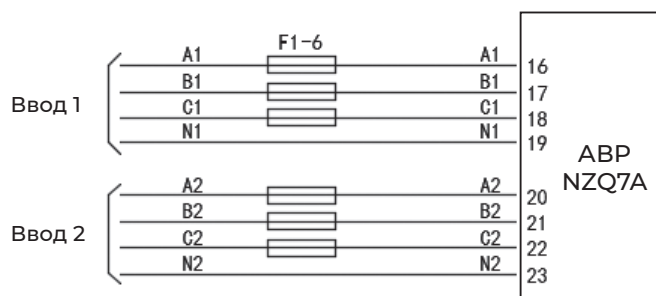 F1-6
A1 A1 16
B1 B1 17
Ввод 1 C1 C1 18
N1 N1 19
АВР
NZQ7A
A2 A2 20
B2 B2 21
Ввод 2 C2 C2 22
N2 N2 23